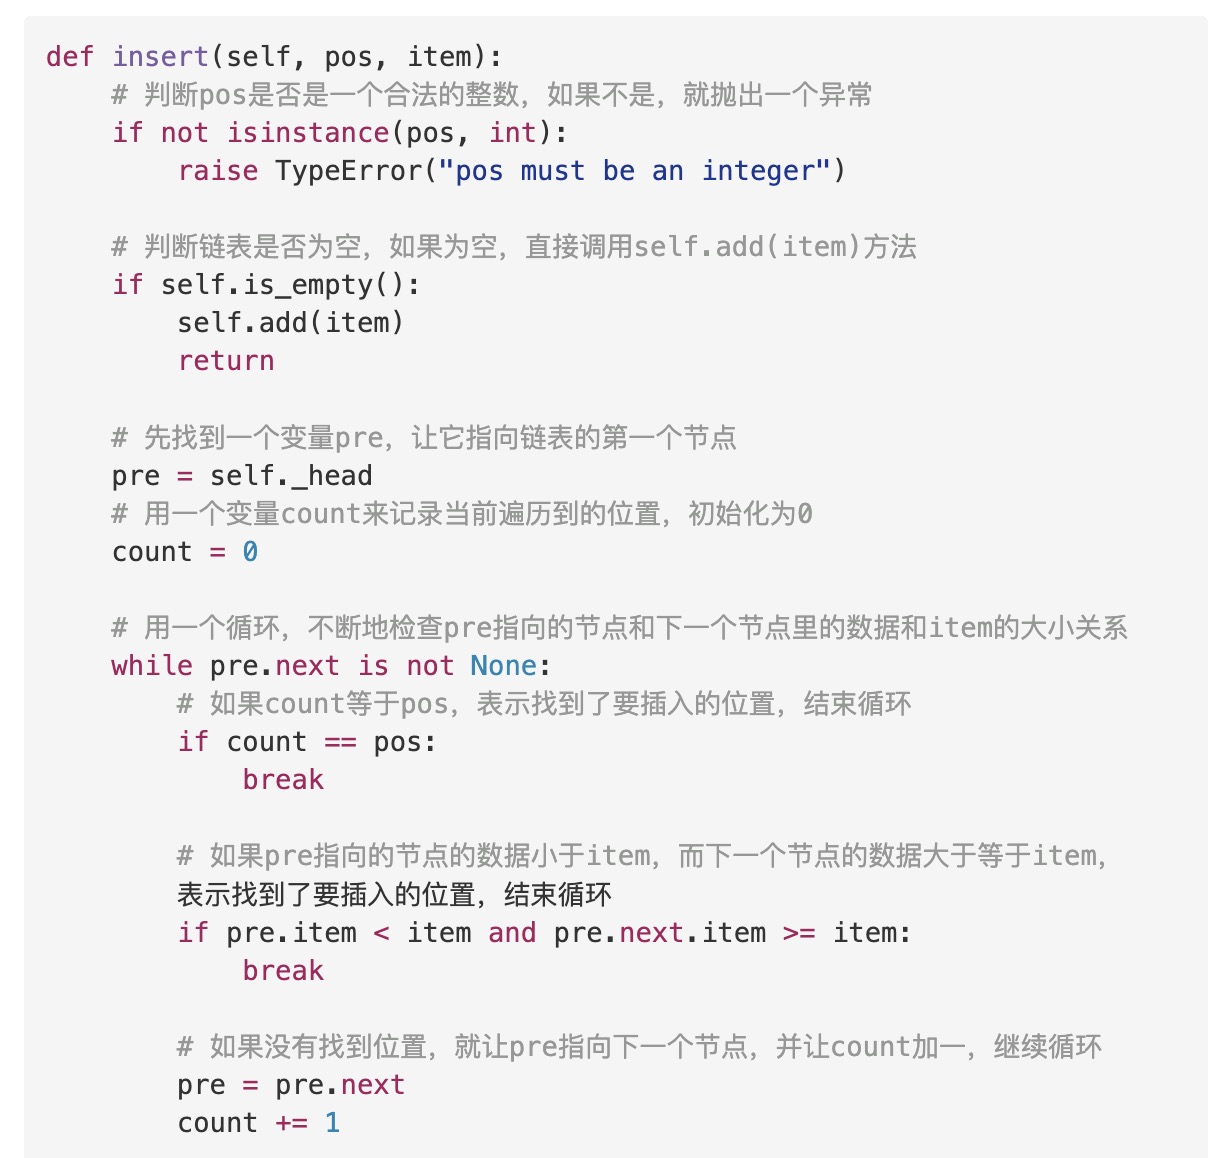 def insert(self, pos, item):
    # 判断pos是否是一个合法的整数，如果不是，就抛出一个异常
    if not isinstance(pos, int):
        raise TypeError("pos must be an integer")

    # 判断链表是否为空，如果为空，直接调用self.add(item)方法
    if self.is_empty():
        self.add(item)
        return

    # 先找到一个变量pre，让它指向链表的第一个节点
    pre = self._head
    # 用一个变量count来记录当前遍历到的位置，初始化为0
    count = 0

    # 用一个循环，不断地检查pre指向的节点和下一个节点里的数据和item的大小关系
    while pre.next is not None:
        # 如果count等于pos，表示找到了要插入的位置，结束循环
        if count == pos:
            break

        # 如果pre指向的节点的数据小于item，而下一个节点的数据大于等于item，
        表示找到了要插入的位置，结束循环
        if pre.item < item and pre.next.item >= item:
            break

        # 如果没有找到位置，就让pre指向下一个节点，并让count加一，继续循环
        pre = pre.next
        count += 1